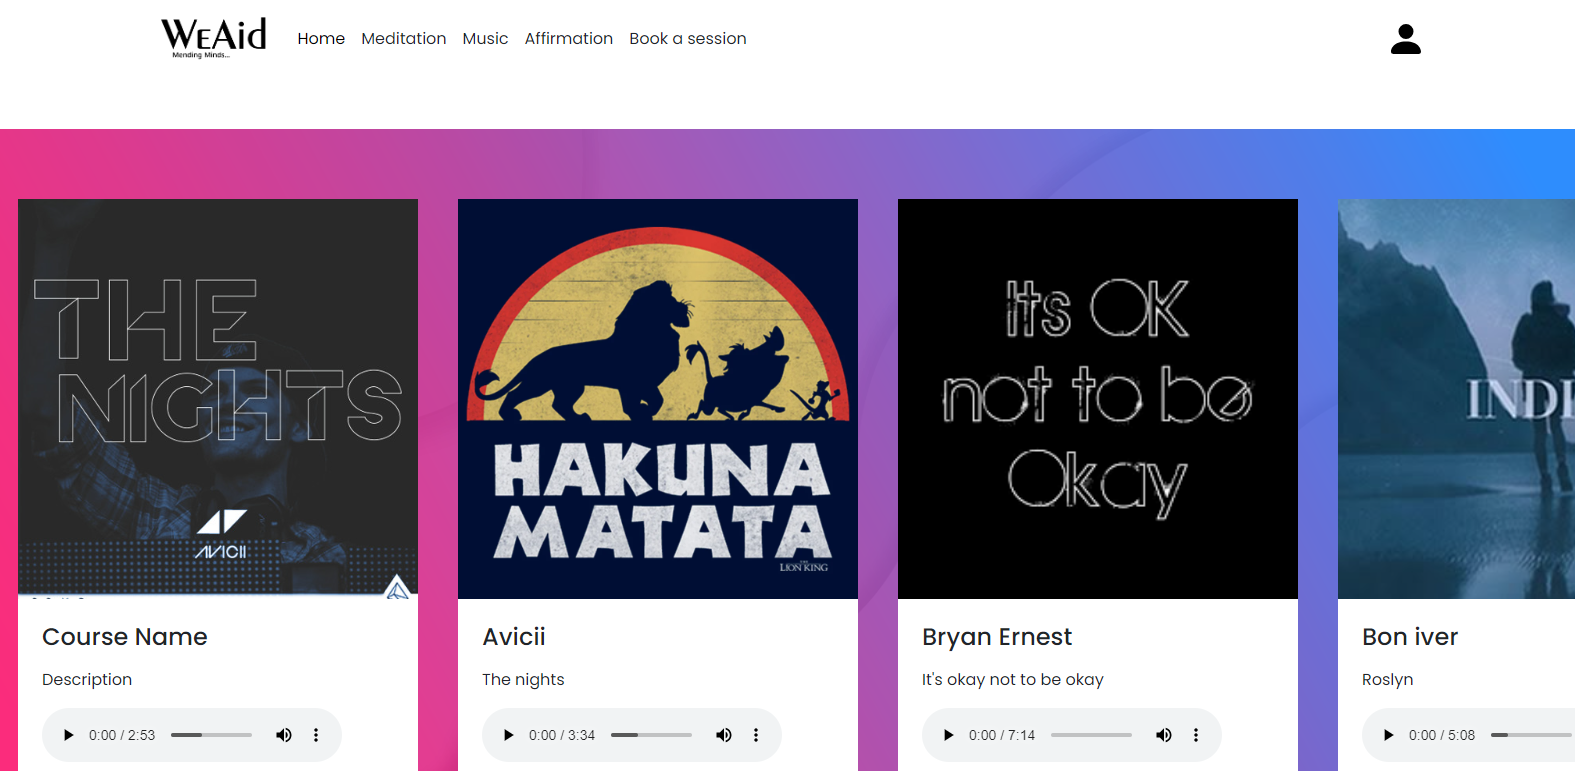 WEAid
Mending Minds...
Home Meditation Music Affirmation Book a session
THE
NIGHTS
AVICII
HAKUNA
MATATA
THE
LION KING
Its OK
not to be
Okay
Course Name
Description
0:00 / 2:53
Avicii
The nights
0:00 / 3:34
Bryan Ernest
It's okay not to be okay
0:00 / 7:14
Bon iver
Roslyn
0:00 / 5:08